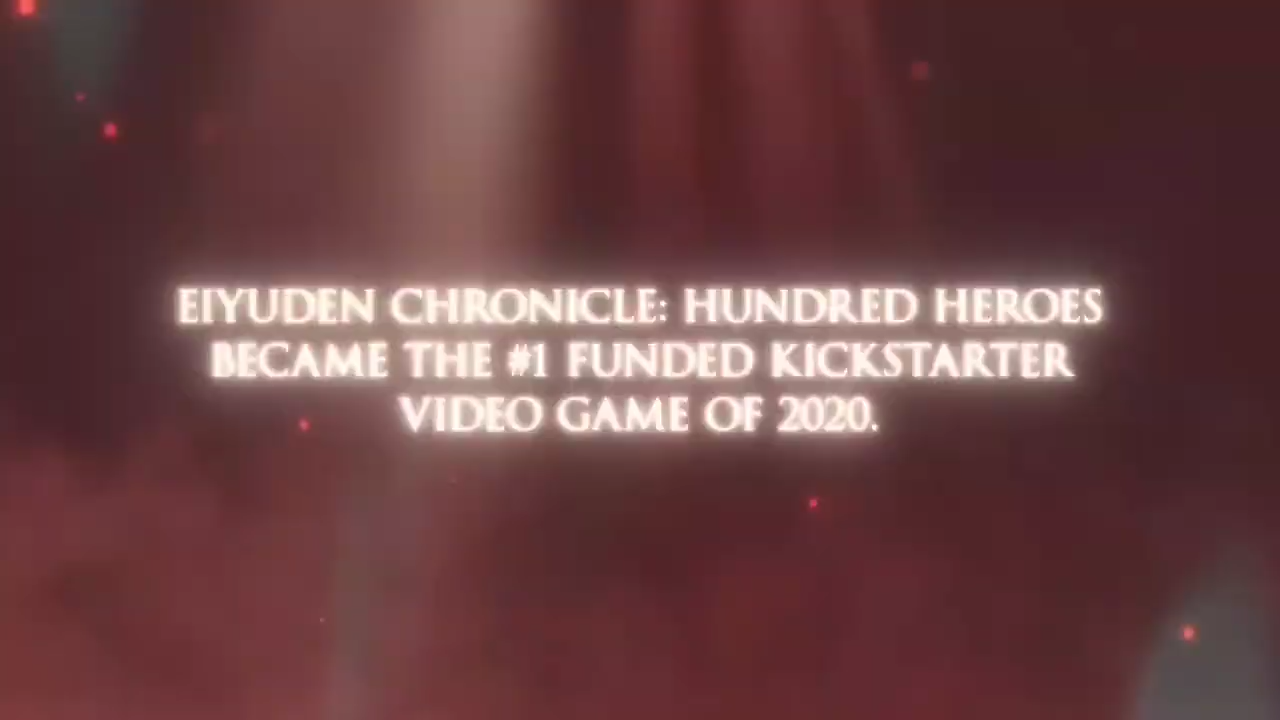 EIYUDEN CHRONICLE: HUNDRED HEROES
BECAME THE #1 FUNDED KICKSTARTER
VIDEO GAME OF 2020.